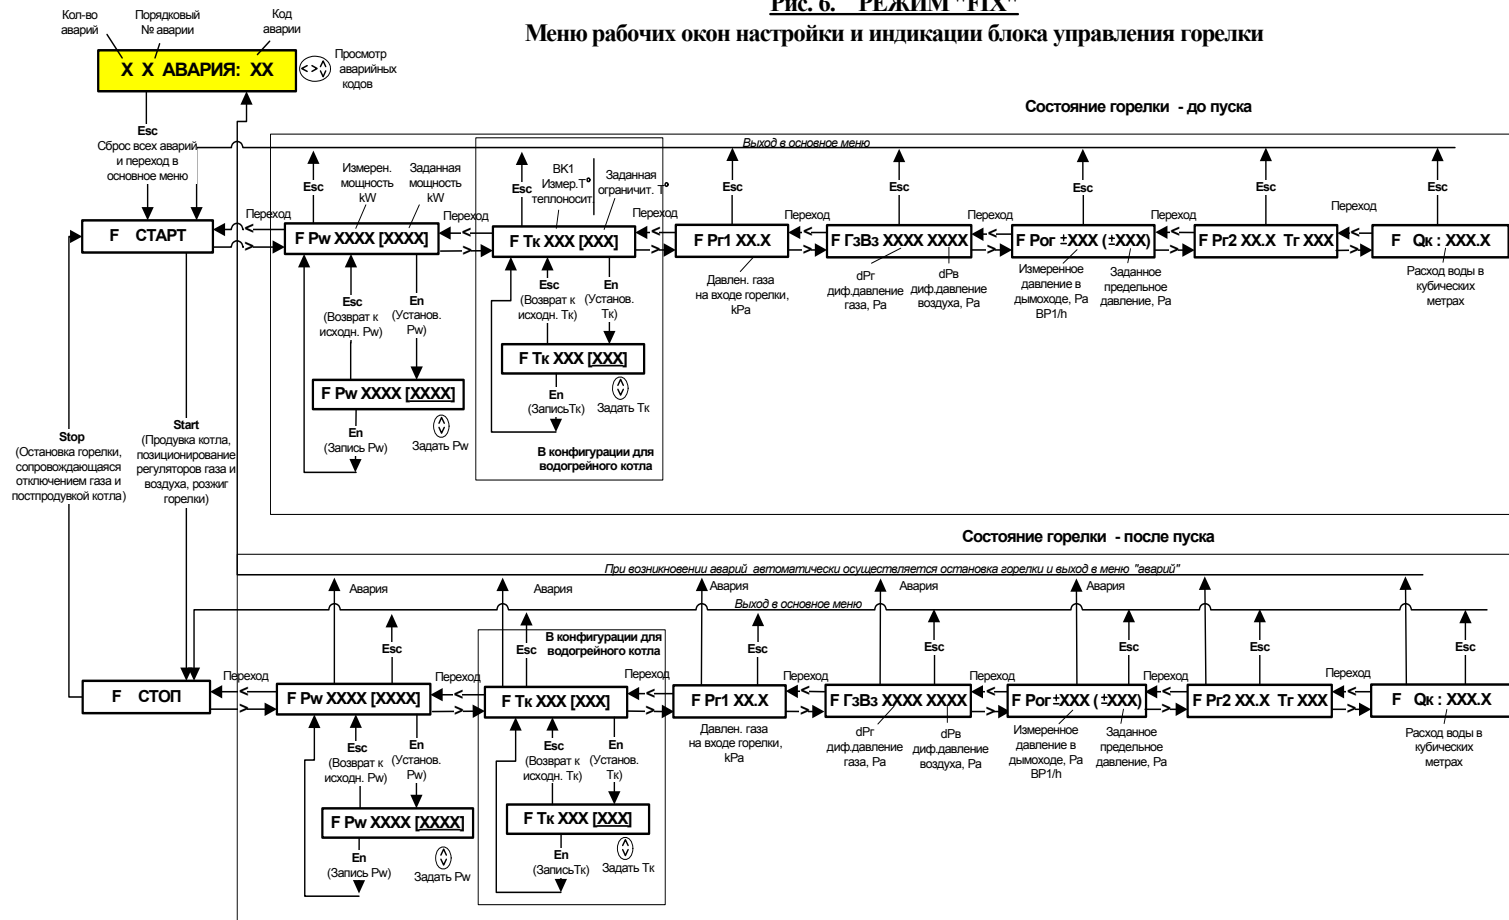 Рис. 6. РЕЖИМ "FIX"
Меню рабочих окон настройки и индикации блока управления горелки
Кол-во
аварий
Порядковый
№ аварии
Код
аварии
X X АВАРИЯ: XX
<>
Просмотр
аварийных
кодов
Состояние горелки - до пуска
Esc
Сброс всех аварий
и переход в
основное меню
Выход в основное меню
Esc
Измерен.
мощность
kW
Заданная
мощность
kW
Esc
ВК1
Измер.Т°
теплоносит.
Заданная
ограничит. Т°
Esc
Esc
Esc
Esc
Esc
Переход
Переход
Переход
Переход
Переход
Переход
Переход
F СТАРТ
F Pw XXXX [XXXX]
F Тк XXX [XXX]
F Рг1 XX.X
F ГзВз XXXX XXXX
F Рог ±XXX (±XXX)
F Рг2 XX.X Тг XXX
F Qк : XXX.X
Esc
(Возврат к
исходн. Pw)
En
(Установ.
Pw)
Esc
(Возврат к
исходн. Тк)
En
(Установ.
Тк)
Давлен. газа
на входе горелки,
kPa
dPг
диф.давление
газа, Pa
dPв
диф.давление
воздуха, Pa
Измеренное
давление в
дымоходе, Pa
BP1/h
Заданное
предельное
давление, Pa
Расход воды в
кубических
метрах
F Тк XXX [XXX]
F Pw XXXX [XXXX]
En
(ЗаписьТк)
Задать Тк
En
(Запись Pw)
Задать Pw
В конфигурации для
водогрейного котла
Stop
(Остановка горелки,
сопровождающаяся
отключением газа и
постпродувкой котла)
Start
(Продувка котла,
позиционирование
регуляторов газа и
воздуха, розжиг
горелки)
Состояние горелки - после пуска
При возникновении аварий автоматически осуществляется остановка горелки и выход в меню "аварий"
Авария
Авария
Авария
Авария
Авария
Выход в основное меню
В конфигурации для
водогрейного котла
Esc
Esc
Esc
Esc
Esc
Esc
Esc
Переход
Переход
Переход
Переход
Переход
Переход
Переход
F СТОП
F Pw XXXX [XXXX]
F Тк XXX [XXX]
F Рг1 XX.X
F ГзВз XXXX XXXX
F Рог ±XXX (±XXX)
F Рг2 XX.X Тг XXX
F Qк : XXX.X
Esc
(Возврат к
исходн. Pw)
En
(Установ.
Pw)
Esc
(Возврат к
исходн. Тк)
En
(Установ.
Тк)
Давлен. газа
на входе горелки,
kPa
dPг
диф.давление
газа, Pa
dPв
диф.давление
воздуха, Pa
Измеренное
давление в
дымоходе, Pa
BP1/h
Заданное
предельное
давление, Pa
Расход воды в
кубических
метрах
F Pw XXXX [XXXX]
F Тк XXX [XXX]
En
(Запись Pw)
Задать Pw
En
(ЗаписьТк)
Задать Тк